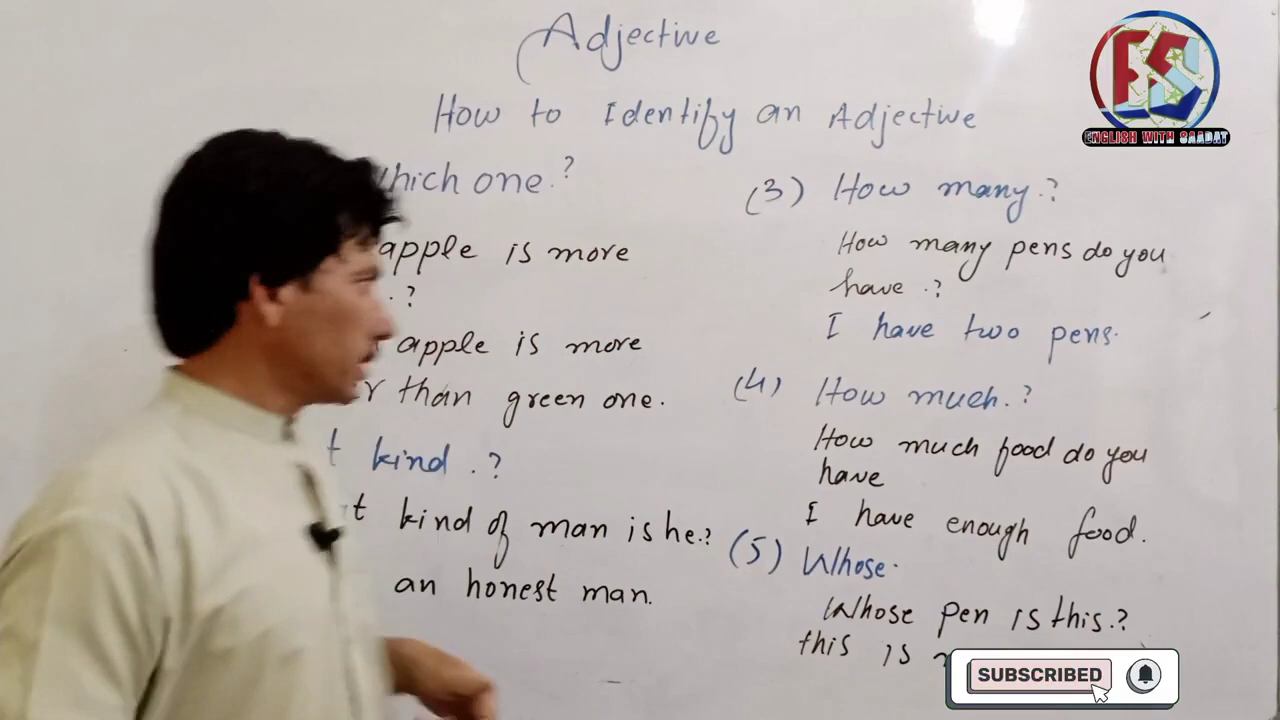 Adjective
How to Identify an Adjective
which one.?
apple is more
.?
apple is more
than green one.
kind .?
kind of man is he.?
an honest man.
(3) How many.?
How many pens do you
have .?
I have two pens.
(4) How much.?
How much food do you
have
I have enough food.
(5) Whose.
Whose pen is this.?
this is
ES
ENGLISH WITH SAADAT
SUBSCRIBED